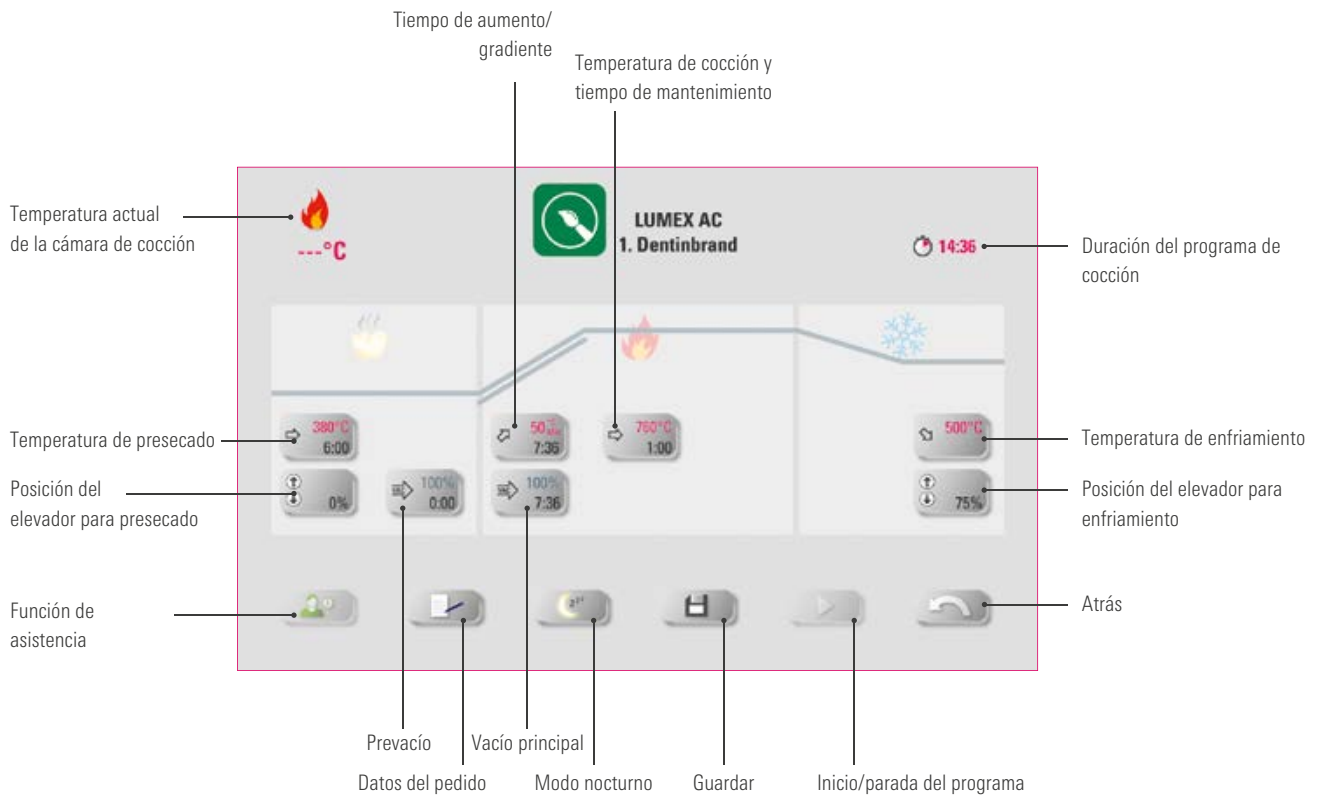 Tiempo de aumento/
gradiente
Temperatura de cocción y
tiempo de mantenimiento
Temperatura actual
de la cámara de cocción
---°C
LUMEX AC
1. Dentinbrand
14:36
Duración del programa de
cocción
Temperatura de presecado
380°C
6:00
50
7:36
760°C
1:00
500°C
Temperatura de enfriamiento
Posición del
elevador para presecado
0%
100%
0:00
100%
7:36
75%
Posición del elevador para
enfriamiento
Función de
asistencia
Atrás
Prevacío
Vacío principal
Datos del pedido
Modo nocturno
Guardar
Inicio/parada del programa